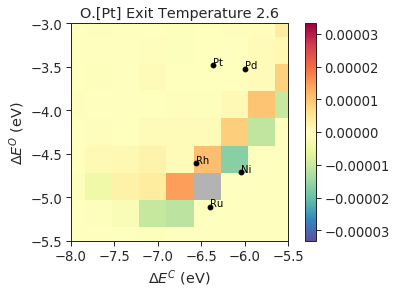 O.[Pt] Exit Temperature 2.6
−3.0
−3.5
−4.0
−4.5
−5.0
−5.5
ΔE^O (eV)
Pt
Pd
Rh
Ni
Ru
−8.0 −7.5 −7.0 −6.5 −6.0 −5.5
ΔE^C (eV)
0.00003
0.00002
0.00001
0.00000
−0.00001
−0.00002
−0.00003